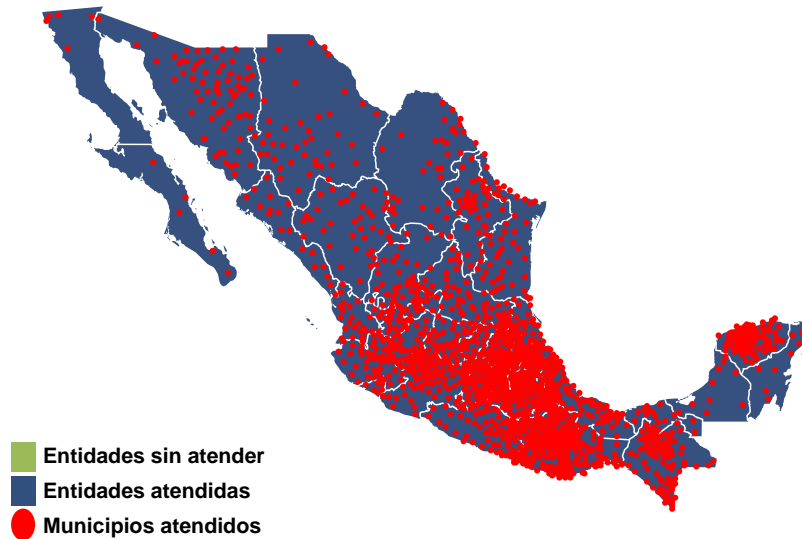 Entidades sin atender
Entidades atendidas
Municipios atendidos